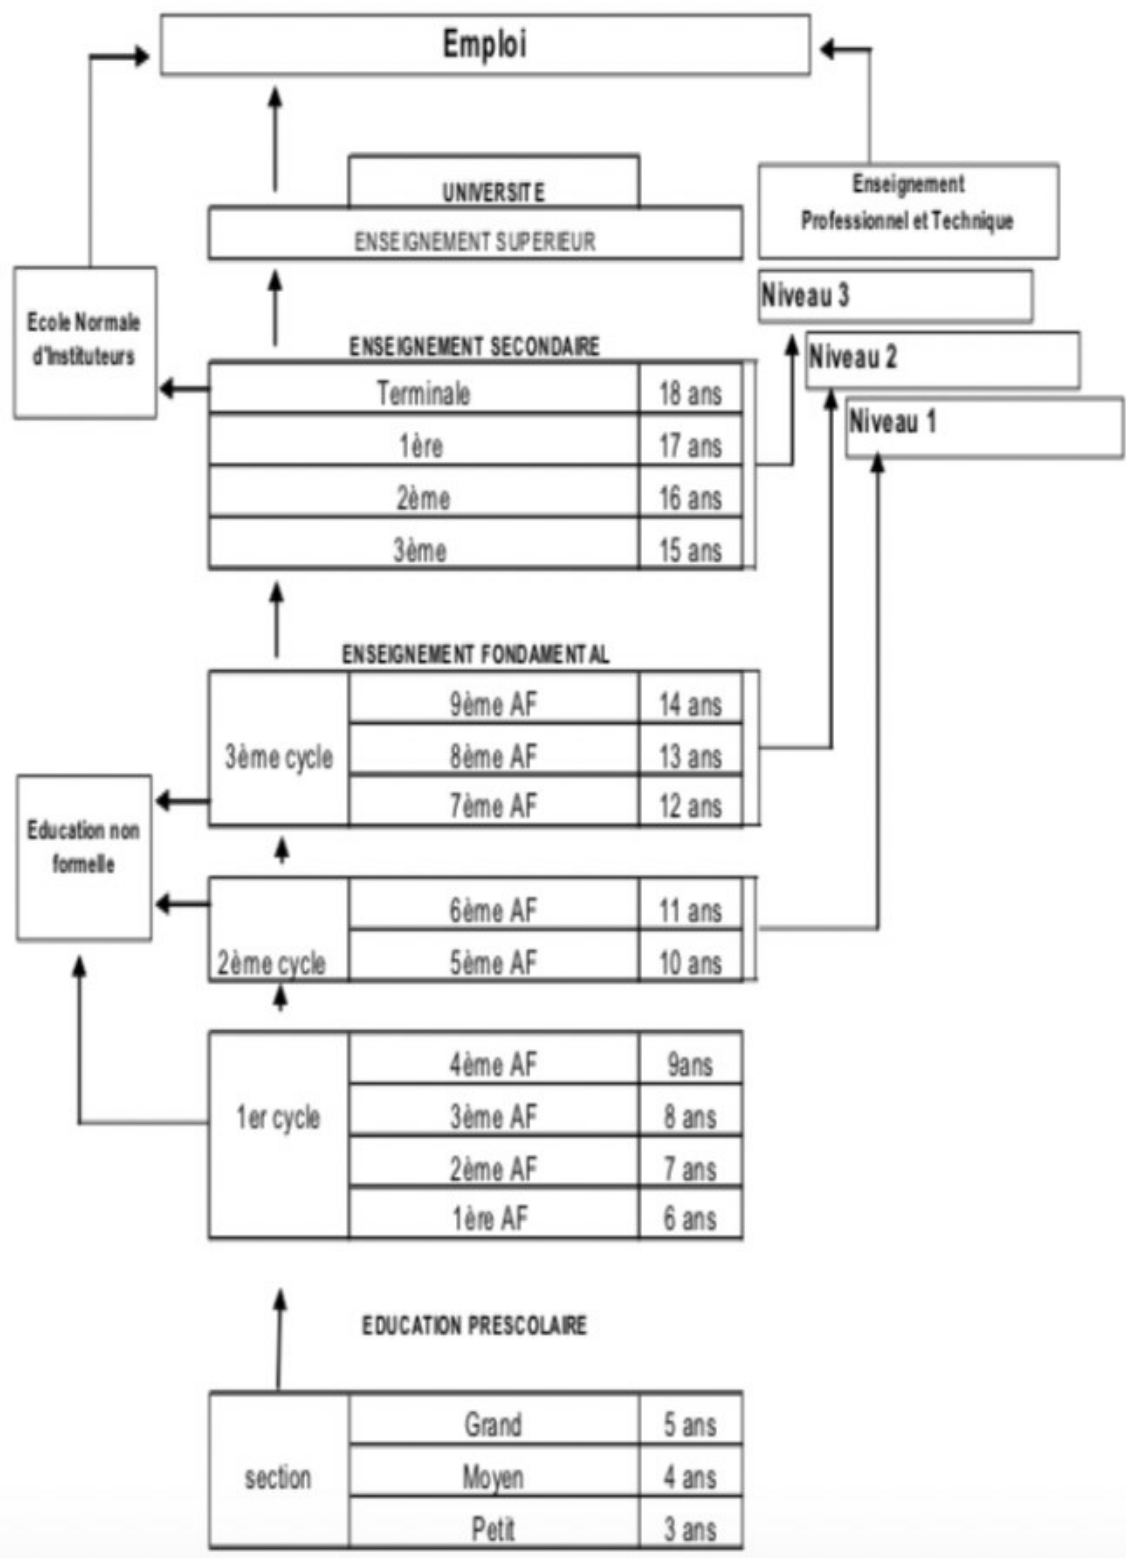 Emploi
UNIVERSITE
ENSEIGNEMENT SUPERIEUR
Enseignement
Professionnel et Technique
Niveau 3
Niveau 2
Niveau 1
Ecole Normale
d'Instituteurs
ENSEIGNEMENT SECONDAIRE
Terminale 18 ans
1ère 17 ans
2ème 16 ans
3ème 15 ans
ENSEIGNEMENT FONDAMENTAL
3ème cycle
9ème AF 14 ans
8ème AF 13 ans
7ème AF 12 ans
Education non
formelle
2ème cycle
6ème AF 11 ans
5ème AF 10 ans
1er cycle
4ème AF 9ans
3ème AF 8 ans
2ème AF 7 ans
1ère AF 6 ans
EDUCATION PRESCOLAIRE
section
Grand 5 ans
Moyen 4 ans
Petit 3 ans